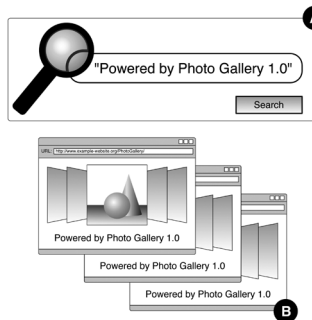 A
"Powered by Photo Gallery 1.0"
Search
URL: http://www.example-website.org/PhotoGallery/
Powered by Photo Gallery 1.0
Powered by Photo Gallery 1.0
Powered by Photo Gallery 1.0
B